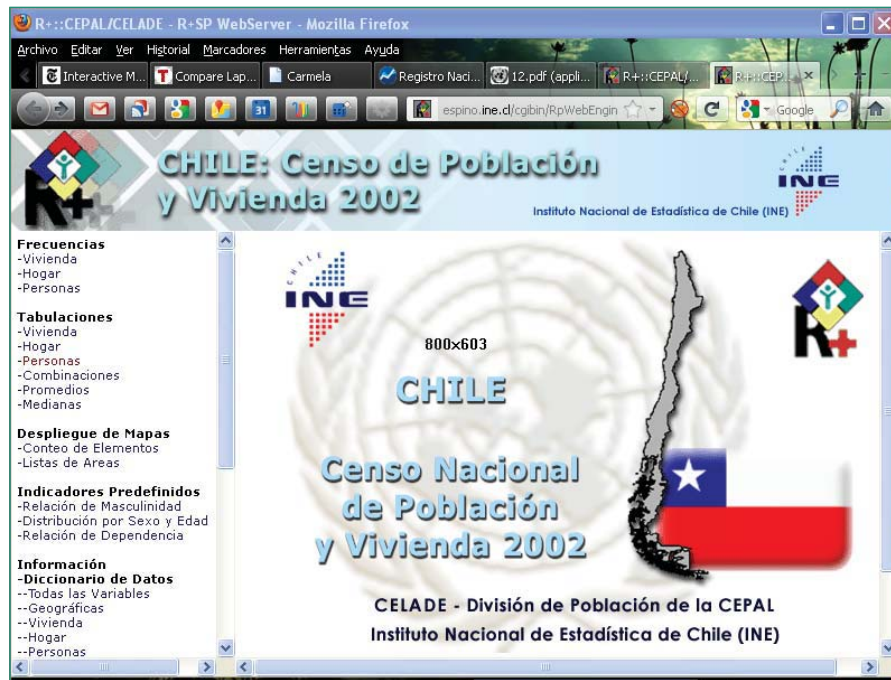 R+::CEPAL/CELADE - R+SP WebServer - Mozilla Firefox
Archivo Editar Ver Historial Marcadores Herramientas Ayuda
Interactive M... Compare Lap... Carmela Registro Naci... 12.pdf (appli... R+::CEPAL/... R+::CEP...
31 espino.ine.cl/cgibin/RpWebEngin Google
R+
CHILE: Censo de Población
y Vivienda 2002
Instituto Nacional de Estadística de Chile (INE)
CHILE
INE
Frecuencias
-Vivienda
-Hogar
-Personas
Tabulaciones
-Vivienda
-Hogar
-Personas
-Combinaciones
-Promedios
-Medianas
Despliegue de Mapas
-Conteo de Elementos
-Listas de Areas
Indicadores Predefinidos
-Relación de Masculinidad
-Distribución por Sexo y Edad
-Relación de Dependencia
Información
-Diccionario de Datos
--Todas las Variables
--Geográficas
--Vivienda
--Hogar
--Personas
CHILE
INE
R+
800x603
CHILE
Censo Nacional
de Población
y Vivienda 2002
CELADE - División de Población de la CEPAL
Instituto Nacional de Estadística de Chile (INE)